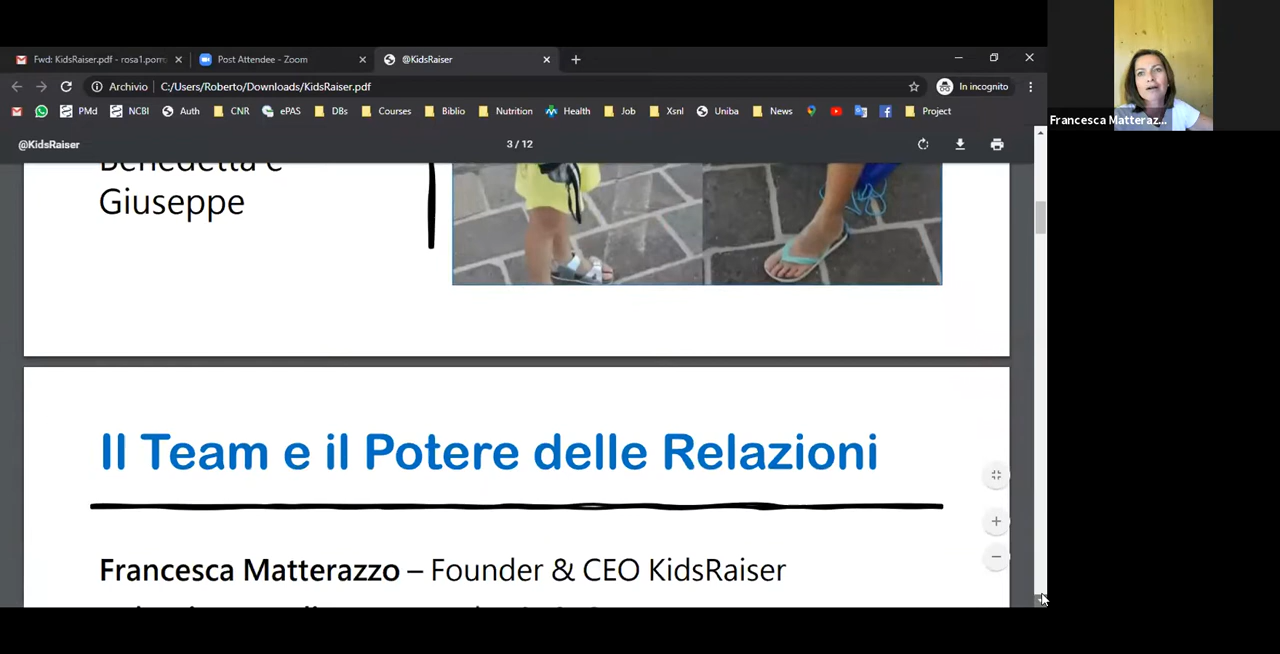 Fwd: KidsRaiser.pdf - rosa1.porro
Post Attendee - Zoom
@KidsRaiser
Archivio
C:/Users/Roberto/Downloads/KidsRaiser.pdf
In incognito
PMd
NCBI
Auth
CNR
ePAS
DBs
Courses
Biblio
Nutrition
Health
Job
Xsnl
Uniba
News
Project
@KidsRaiser
3 / 12
Francesca Matteraz...
Benedetta e
Giuseppe
Il Team e il Potere delle Relazioni
Francesca Matterazzo – Founder & CEO KidsRaiser